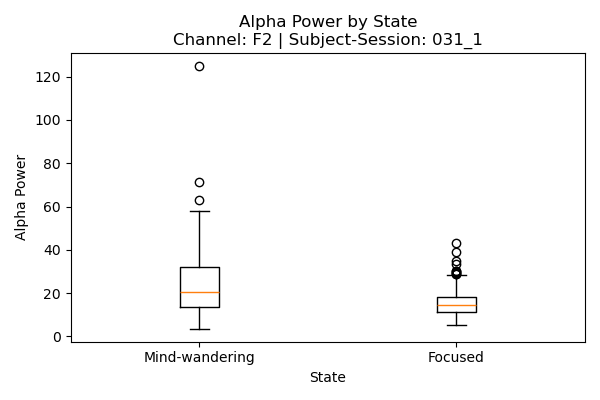 Alpha Power by State
Channel: F2 | Subject-Session: 031_1
120
100
80
60
40
20
0
Alpha Power
Mind-wandering
Focused
State